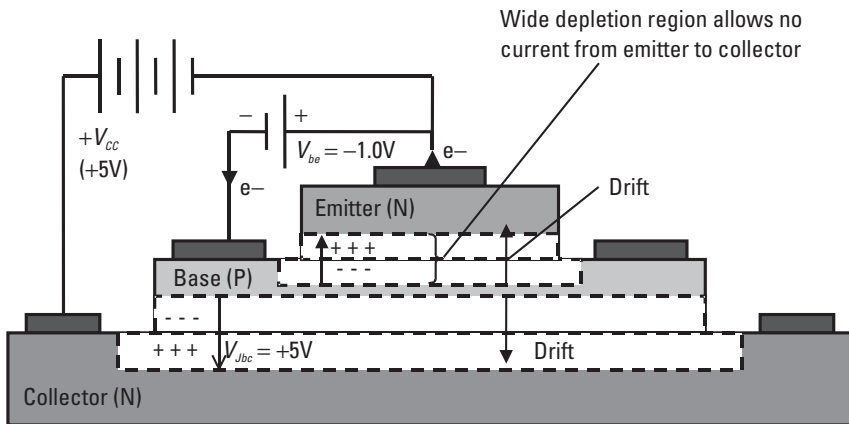 Wide depletion region allows no
current from emitter to collector
− +
+Vcc
(+5V)
Vbe = −1.0V
e−
e−
Drift
Emitter (N)
+ + +
- - -
Base (P)
- - -
+ + +
VJbc = +5V
Drift
Collector (N)